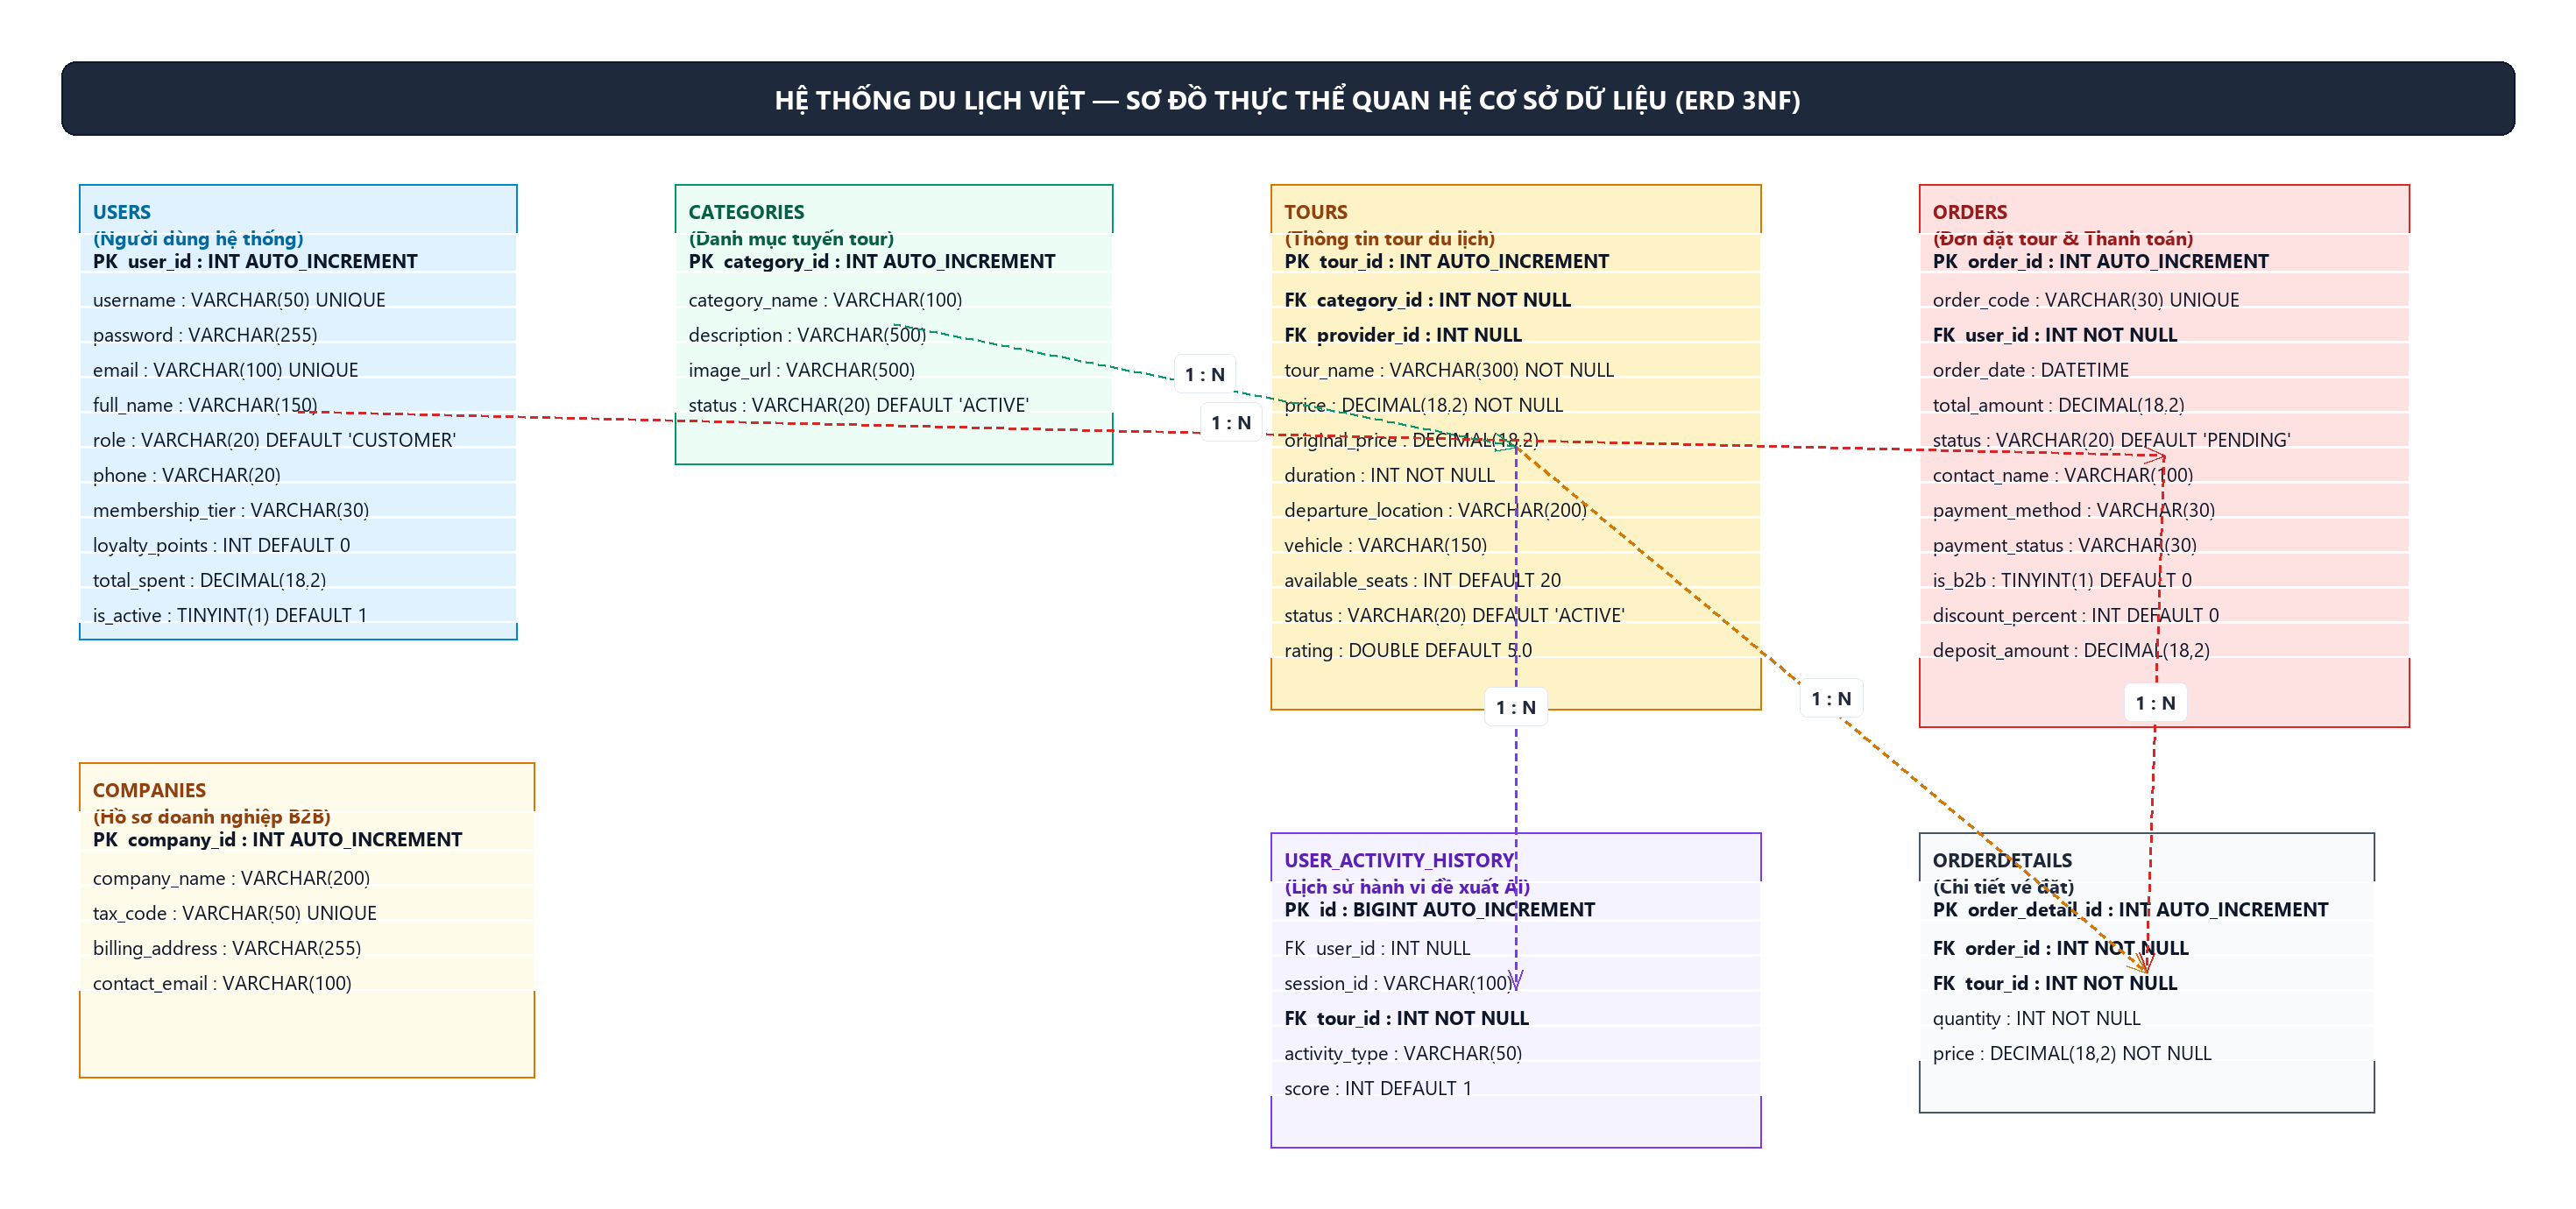 HỆ THỐNG DU LỊCH VIỆT — SƠ ĐỒ THỰC THỂ QUAN HỆ CƠ SỞ DỮ LIỆU (ERD 3NF)
USERS
(Người dùng hệ thống)
PK user_id : INT AUTO_INCREMENT
username : VARCHAR(50) UNIQUE
password : VARCHAR(255)
email : VARCHAR(100) UNIQUE
full_name : VARCHAR(150)
role : VARCHAR(20) DEFAULT 'CUSTOMER'
phone : VARCHAR(20)
membership_tier : VARCHAR(30)
loyalty_points : INT DEFAULT 0
total_spent : DECIMAL(18,2)
is_active : TINYINT(1) DEFAULT 1
CATEGORIES
(Danh mục tuyến tour)
PK category_id : INT AUTO_INCREMENT
category_name : VARCHAR(100)
description : VARCHAR(500)
image_url : VARCHAR(500)
status : VARCHAR(20) DEFAULT 'ACTIVE'
1 : N
1 : N
TOURS
(Thông tin tour du lịch)
PK tour_id : INT AUTO_INCREMENT
FK category_id : INT NOT NULL
FK provider_id : INT NULL
tour_name : VARCHAR(300) NOT NULL
price : DECIMAL(18,2) NOT NULL
original_price : DECIMAL(18,2)
duration : INT NOT NULL
departure_location : VARCHAR(200)
vehicle : VARCHAR(150)
available_seats : INT DEFAULT 20
status : VARCHAR(20) DEFAULT 'ACTIVE'
rating : DOUBLE DEFAULT 5.0
1 : N
1 : N
ORDERS
(Đơn đặt tour & Thanh toán)
PK order_id : INT AUTO_INCREMENT
order_code : VARCHAR(30) UNIQUE
FK user_id : INT NOT NULL
order_date : DATETIME
total_amount : DECIMAL(18,2)
status : VARCHAR(20) DEFAULT 'PENDING'
contact_name : VARCHAR(100)
payment_method : VARCHAR(30)
payment_status : VARCHAR(30)
is_b2b : TINYINT(1) DEFAULT 0
discount_percent : INT DEFAULT 0
deposit_amount : DECIMAL(18,2)
1 : N
COMPANIES
(Hồ sơ doanh nghiệp B2B)
PK company_id : INT AUTO_INCREMENT
company_name : VARCHAR(200)
tax_code : VARCHAR(50) UNIQUE
billing_address : VARCHAR(255)
contact_email : VARCHAR(100)
USER_ACTIVITY_HISTORY
(Lịch sử hành vi đề xuất AI)
PK id : BIGINT AUTO_INCREMENT
FK user_id : INT NULL
session_id : VARCHAR(100)
FK tour_id : INT NOT NULL
activity_type : VARCHAR(50)
score : INT DEFAULT 1
ORDERDETAILS
(Chi tiết vé đặt)
PK order_detail_id : INT AUTO_INCREMENT
FK order_id : INT NOT NULL
FK tour_id : INT NOT NULL
quantity : INT NOT NULL
price : DECIMAL(18,2) NOT NULL